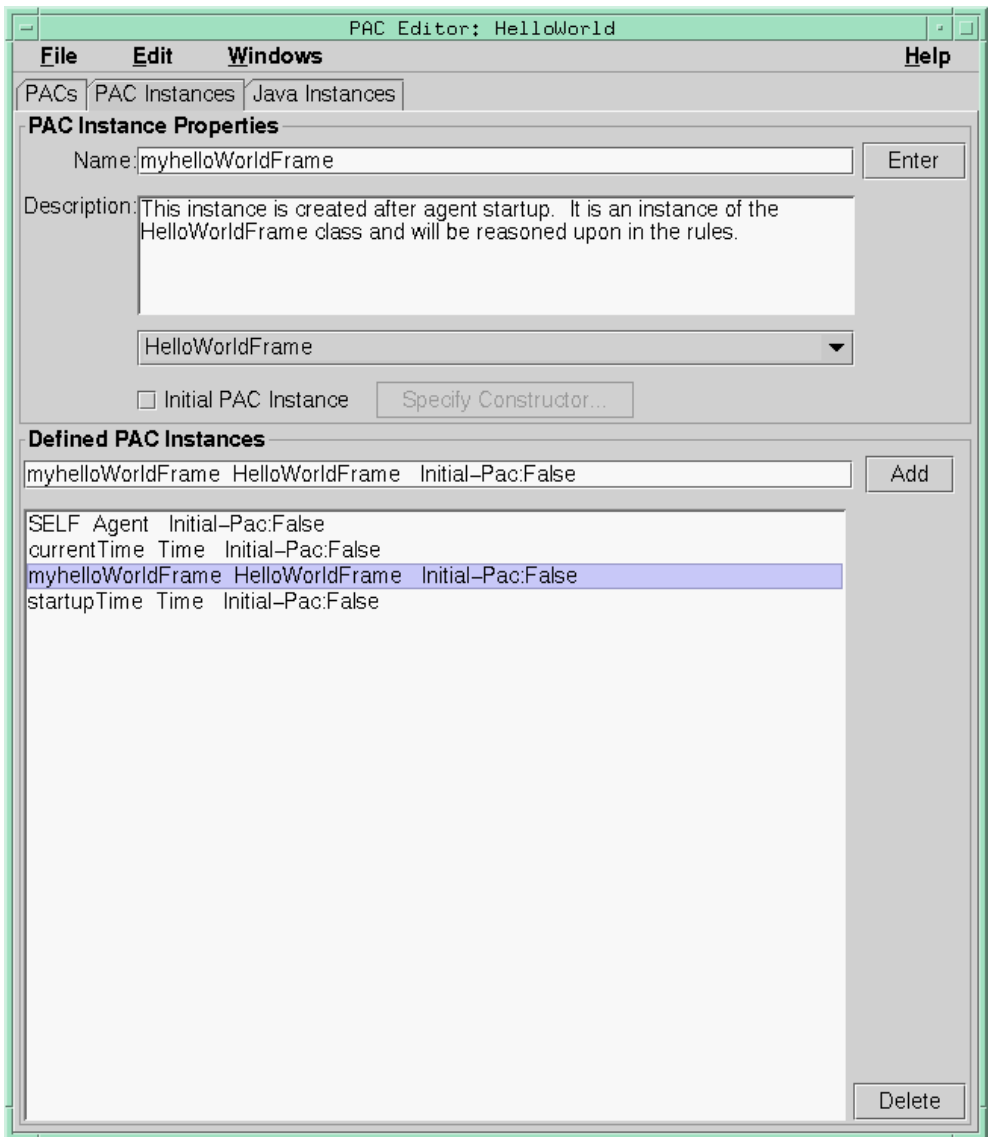 PAC Editor: HelloWorld
File Edit Windows Help
PACs PAC Instances Java Instances
PAC Instance Properties
Name: myhelloWorldFrame Enter
Description: This instance is created after agent startup. It is an instance of the
HelloWorldFrame class and will be reasoned upon in the rules.
HelloWorldFrame
Initial PAC Instance Specify Constructor...
Defined PAC Instances
myhelloWorldFrame HelloWorldFrame Initial-Pac:False Add
SELF Agent Initial-Pac:False
currentTime Time Initial-Pac:False
myhelloWorldFrame HelloWorldFrame Initial-Pac:False
startupTime Time Initial-Pac:False
Delete